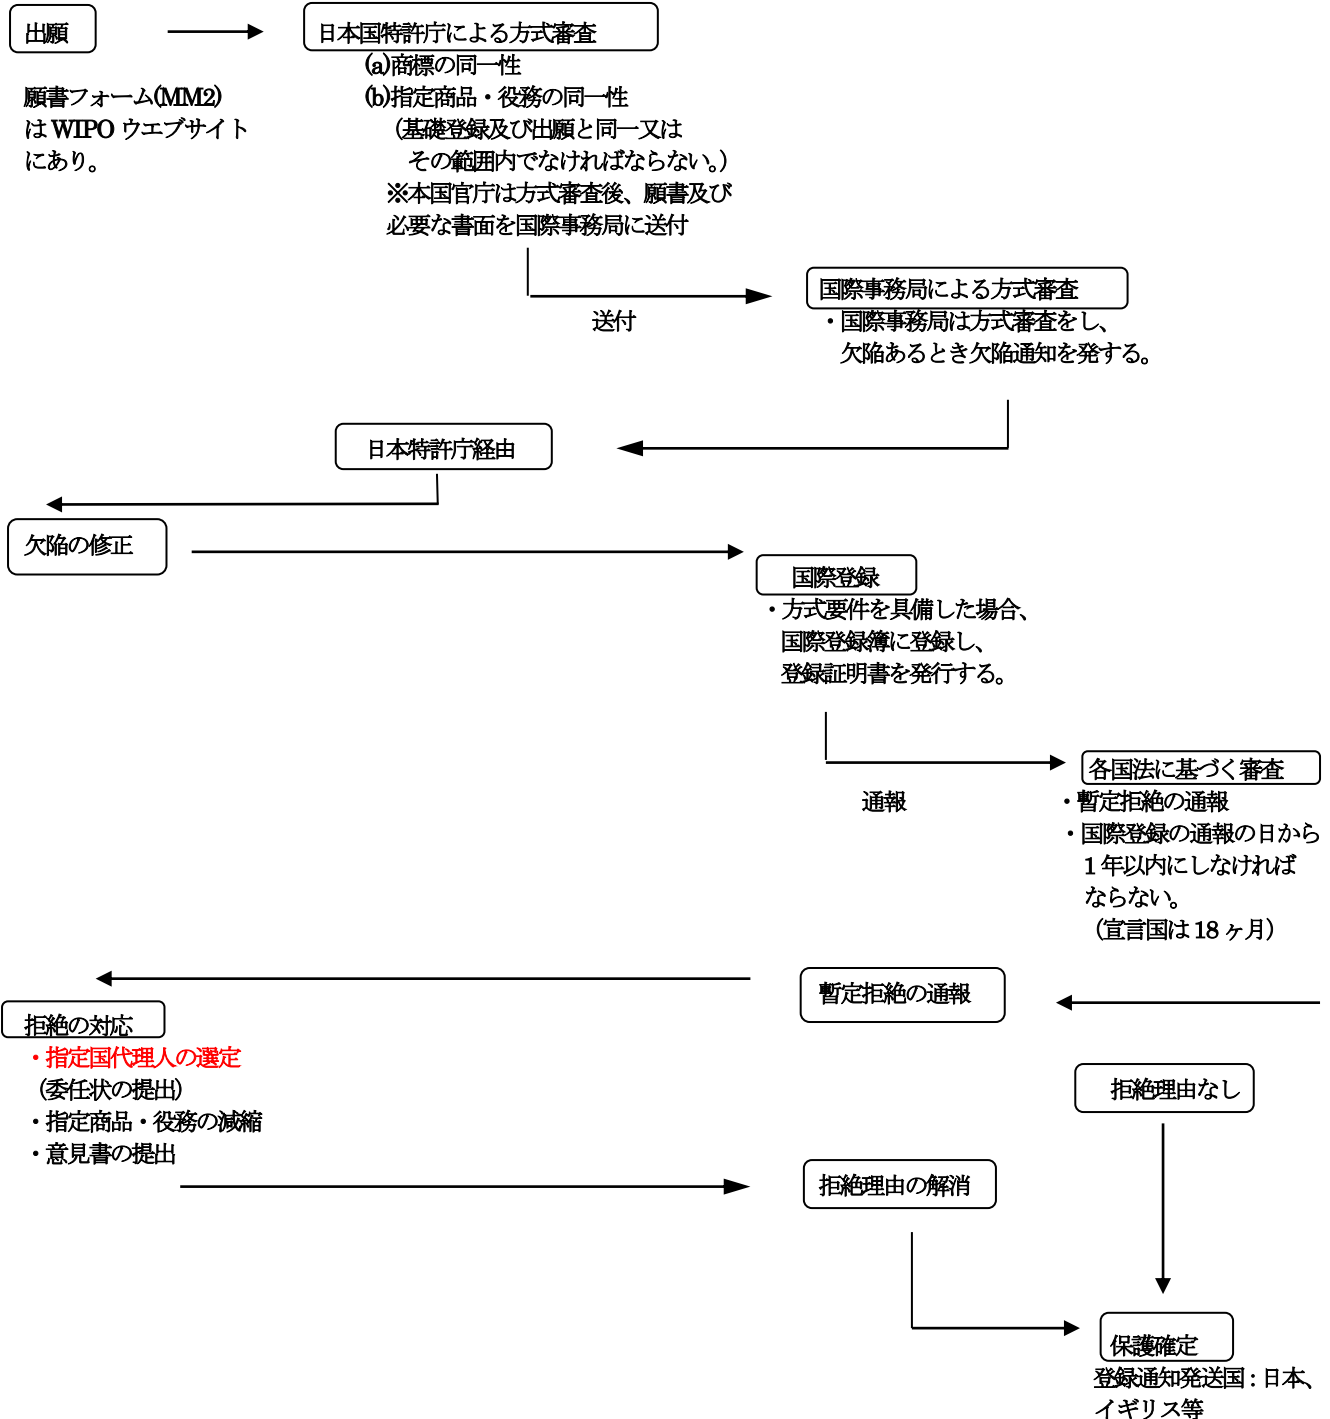 出願
日本国特許庁による方式審査
(a)商標の同一性
願書フォーム(MM2)
は WIPO ウエブサイト
にあり。
(b)指定商品・役務の同一性
（基礎登録及び出願と同一又は
その範囲内でなければならない。）
※本国官庁は方式審査後、願書及び
必要な書面を国際事務局に送付
送付
国際事務局による方式審査
・国際事務局は方式審査をし、
欠陥あるとき欠陥通知を発する。
日本特許庁経由
欠陥の修正
国際登録
・方式要件を具備した場合、
国際登録簿に登録し、
登録証明書を発行する。
通報
各国法に基づく審査
・暫定拒絶の通報
・国際登録の通報の日から
1 年以内にしなければ
ならない。
（宣言国は 18 ヶ月）
暫定拒絶の通報
拒絶の対応
・指定国代理人の選定
（委任状の提出）
・指定商品・役務の減縮
・意見書の提出
拒絶理由なし
拒絶理由の解消
保護確定
登録通知発送国：日本、
イギリス等